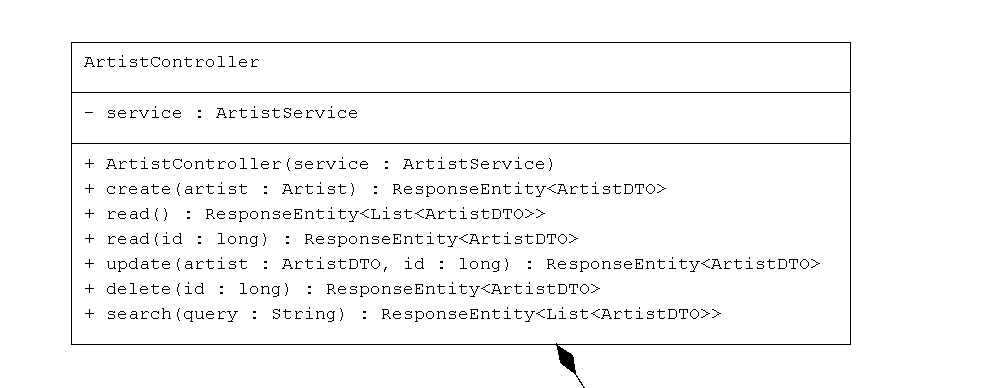 ArtistController
- service : ArtistService
+ ArtistController(service : ArtistService)
+ create(artist : Artist) : ResponseEntity<ArtistDTO>
+ read() : ResponseEntity<List<ArtistDTO>>
+ read(id : long) : ResponseEntity<ArtistDTO>
+ update(artist : ArtistDTO, id : long) : ResponseEntity<ArtistDTO>
+ delete(id : long) : ResponseEntity<ArtistDTO>
+ search(query : String) : ResponseEntity<List<ArtistDTO>>